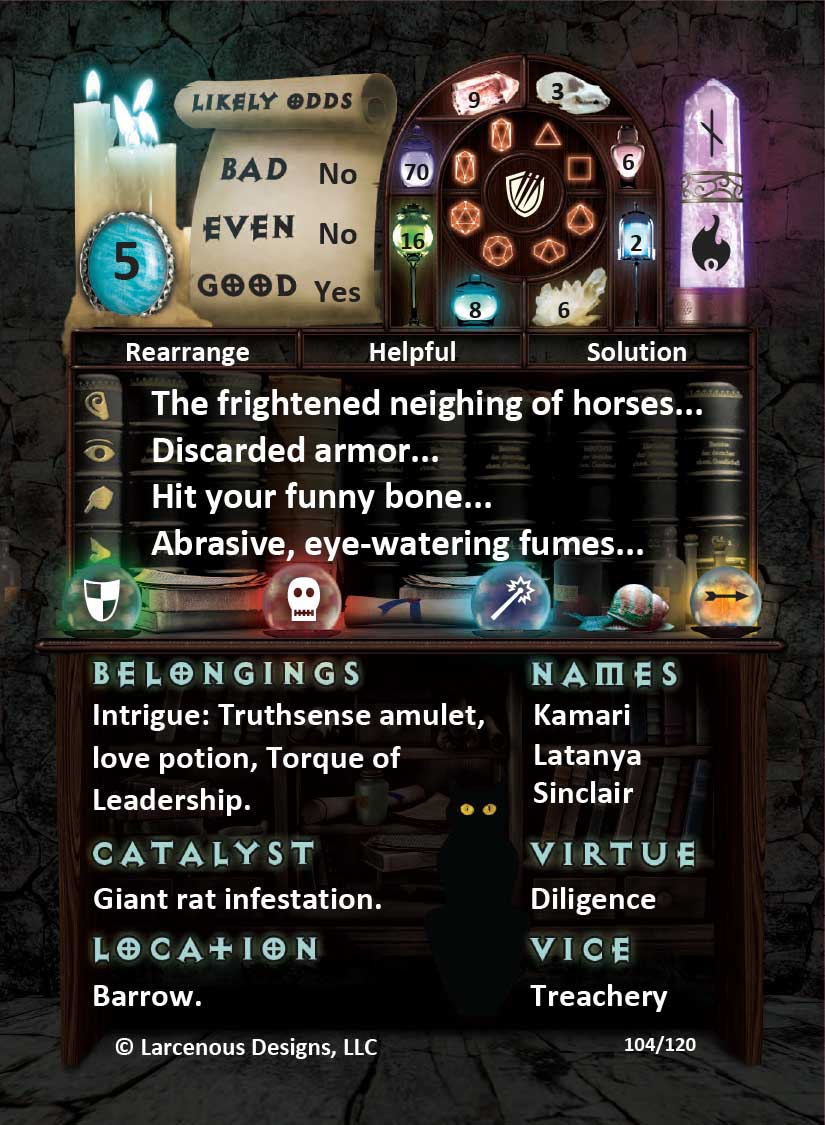 LIKELY ODDS
BAD No
EVEN No
GOOD Yes
5
9
3
70
6
16
2
8
6
Rearrange Helpful Solution
The frightened neighing of horses...
Discarded armor...
Hit your funny bone...
Abrasive, eye-watering fumes...
BELONGINGS
Intrigue: Truthsense amulet,
love potion, Torque of
Leadership.
NAMES
Kamari
Latanya
Sinclair
CATALYST
Giant rat infestation.
VIRTUE
Diligence
LOCATION
Barrow.
VICE
Treachery
© Larcenous Designs, LLC
104/120